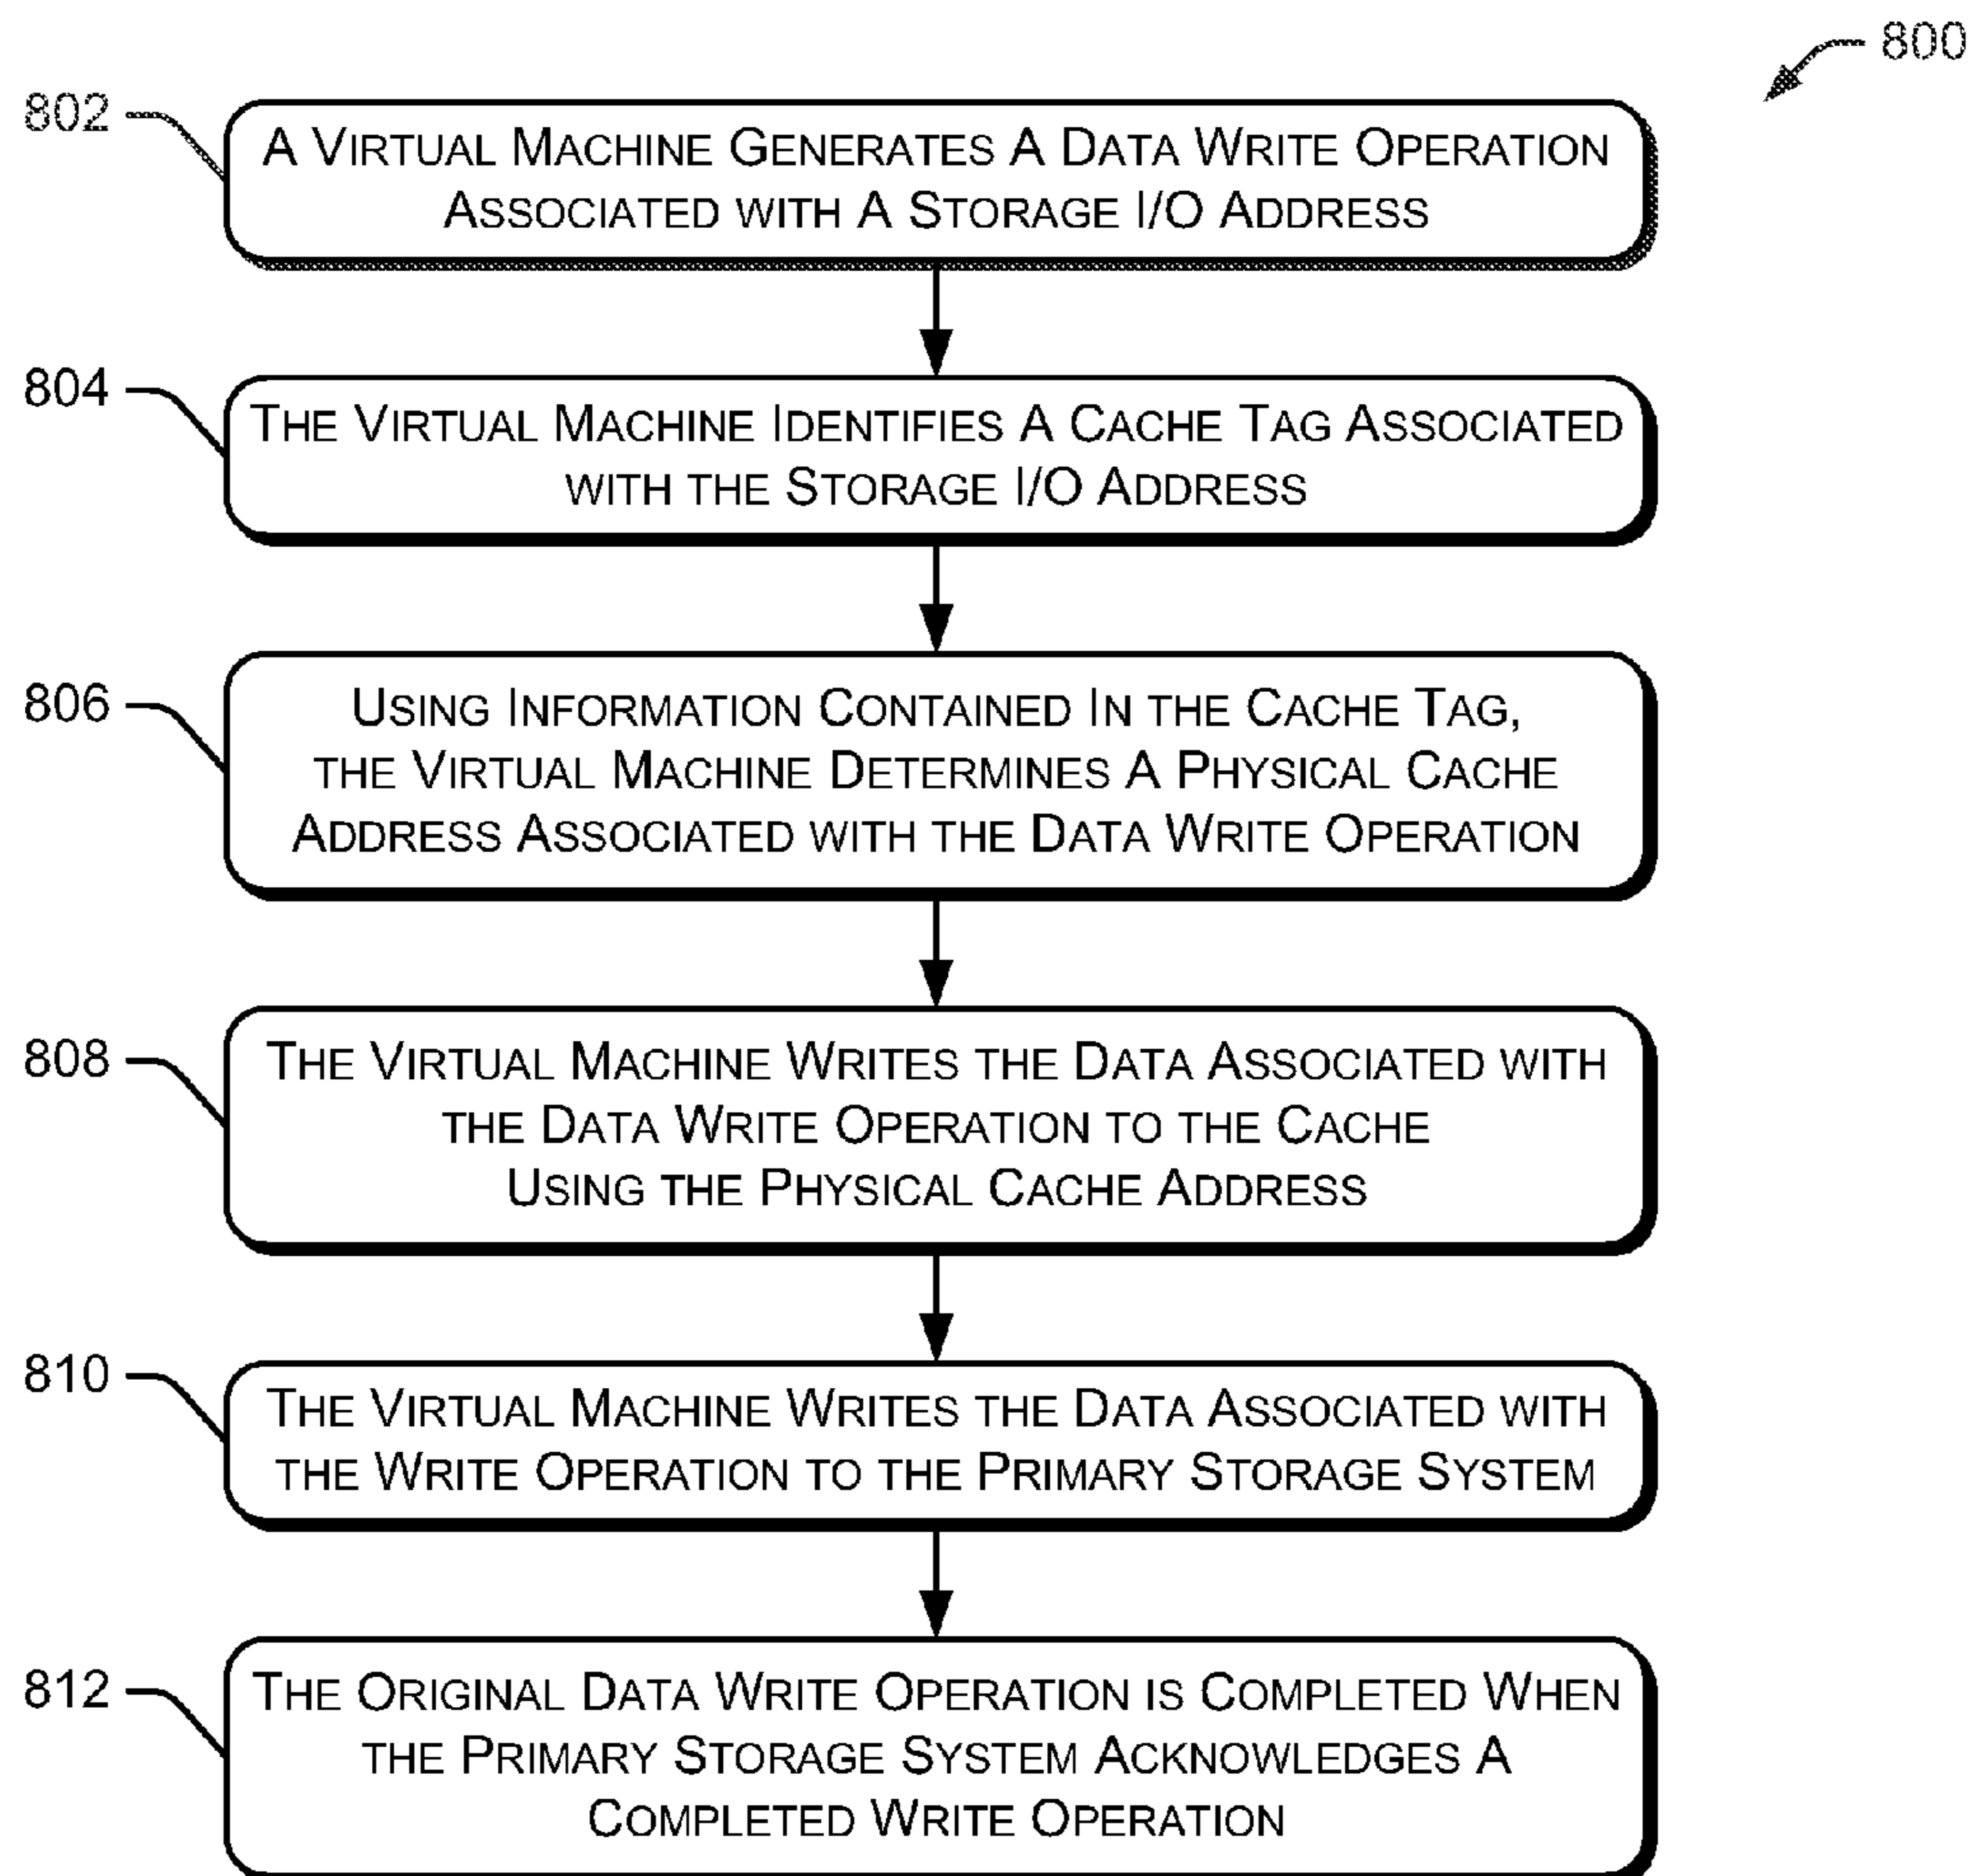 800
802
A VIRTUAL MACHINE GENERATES A DATA WRITE OPERATION
ASSOCIATED WITH A STORAGE I/O ADDRESS
804
THE VIRTUAL MACHINE IDENTIFIES A CACHE TAG ASSOCIATED
WITH THE STORAGE I/O ADDRESS
806
USING INFORMATION CONTAINED IN THE CACHE TAG,
THE VIRTUAL MACHINE DETERMINES A PHYSICAL CACHE
ADDRESS ASSOCIATED WITH THE DATA WRITE OPERATION
808
THE VIRTUAL MACHINE WRITES THE DATA ASSOCIATED WITH
THE DATA WRITE OPERATION TO THE CACHE
USING THE PHYSICAL CACHE ADDRESS
810
THE VIRTUAL MACHINE WRITES THE DATA ASSOCIATED WITH
THE WRITE OPERATION TO THE PRIMARY STORAGE SYSTEM
812
THE ORIGINAL DATA WRITE OPERATION IS COMPLETED WHEN
THE PRIMARY STORAGE SYSTEM ACKNOWLEDGES A
COMPLETED WRITE OPERATION